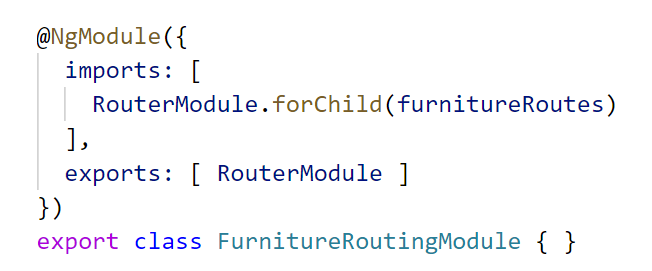 @NgModule({
  imports: [
    RouterModule.forChild(furnitureRoutes)
  ],
  exports: [ RouterModule ]
})
export class FurnitureRoutingModule { }